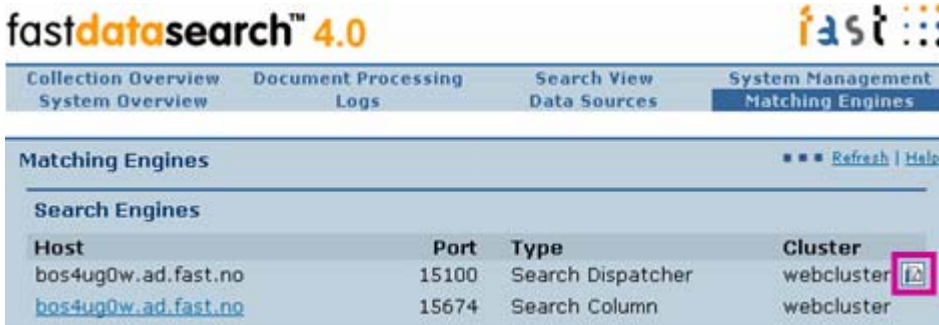 fastdatasearch™ 4.0 fast
Collection Overview Document Processing Search View System Management
System Overview Logs Data Sources Matching Engines
Matching Engines Refresh | Help
Search Engines
Host Port Type Cluster
bos4ug0w.ad.fast.no 15100 Search Dispatcher webcluster
bos4ug0w.ad.fast.no 15674 Search Column webcluster